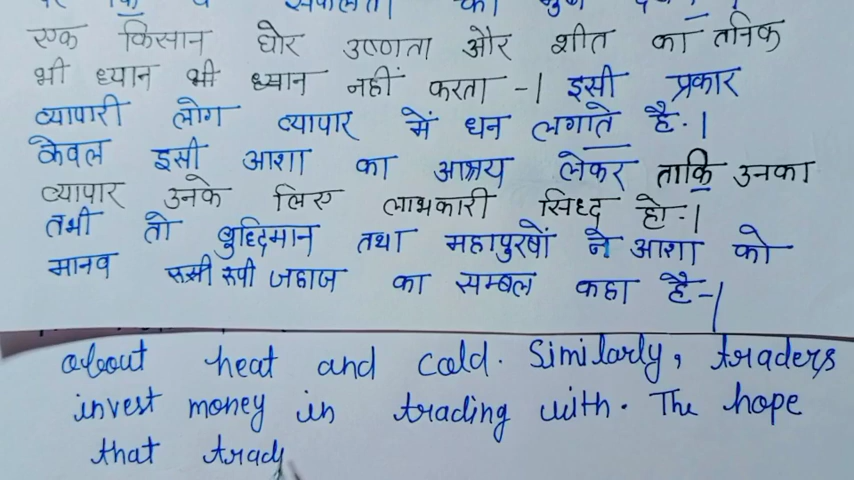 एक किसान घोर उष्णता और शीत का तनिक
भी ध्यान भी ध्यान नहीं करता -| इसी प्रकार
व्यापारी लोग व्यापार में धन लगाते है-|
केवल इसी आशा का आश्रय लेकर ताकि उनका
व्यापार उनके लिए लाभकारी सिध्द हो-|
तभी तो बुध्दिमान तथा महापुरषों ने आशा को
मानव रूपी जहाज का सम्बल कहा है-|
about heat and cold. Similarly, traders
invest money in trading with. The hope
that trady